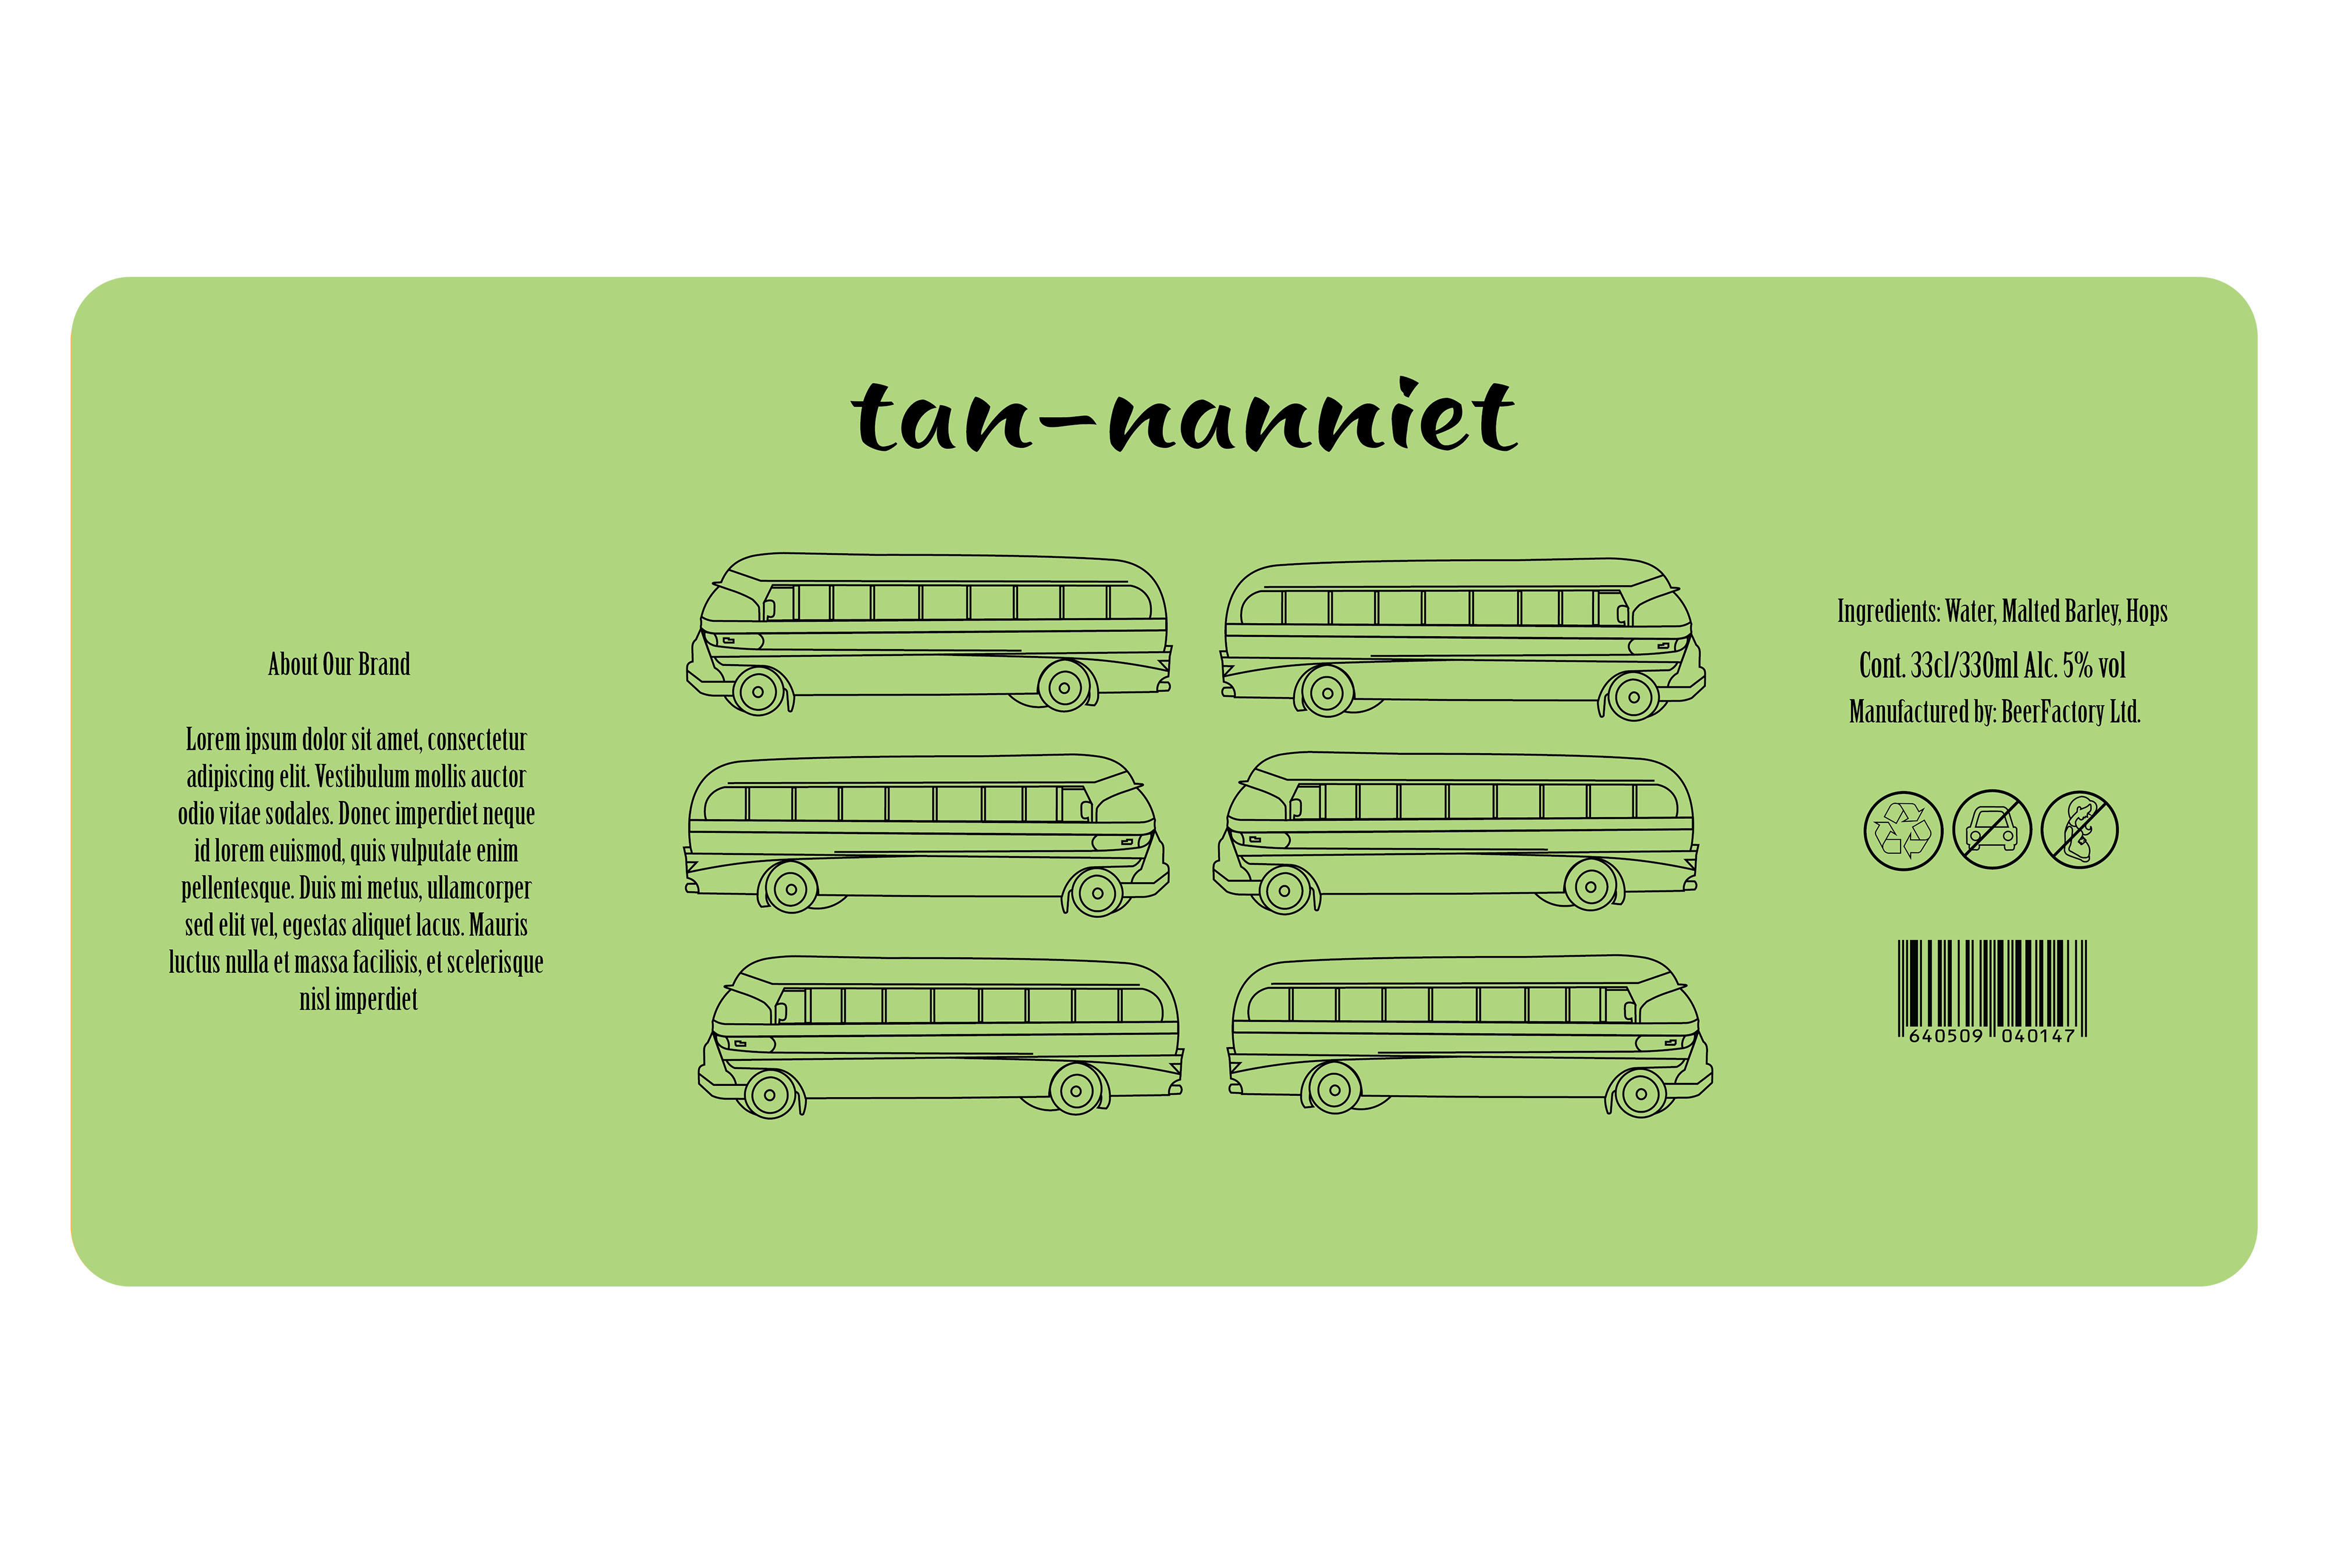 tan-nanniet
About Our Brand
Lorem ipsum dolor sit amet, consectetur
adipiscing elit. Vestibulum mollis auctor
odio vitae sodales. Donec imperdiet neque
id lorem euismod, quis vulputate enim
pellentesque. Duis mi metus, ullamcorper
sed elit vel, egestas aliquet lacus. Mauris
luctus nulla et massa facilisis, et scelerisque
nisl imperdiet
Ingredients: Water, Malted Barley, Hops
Cont. 33cl/330ml Alc. 5% vol
Manufactured by: BeerFactory Ltd.
640509 040147